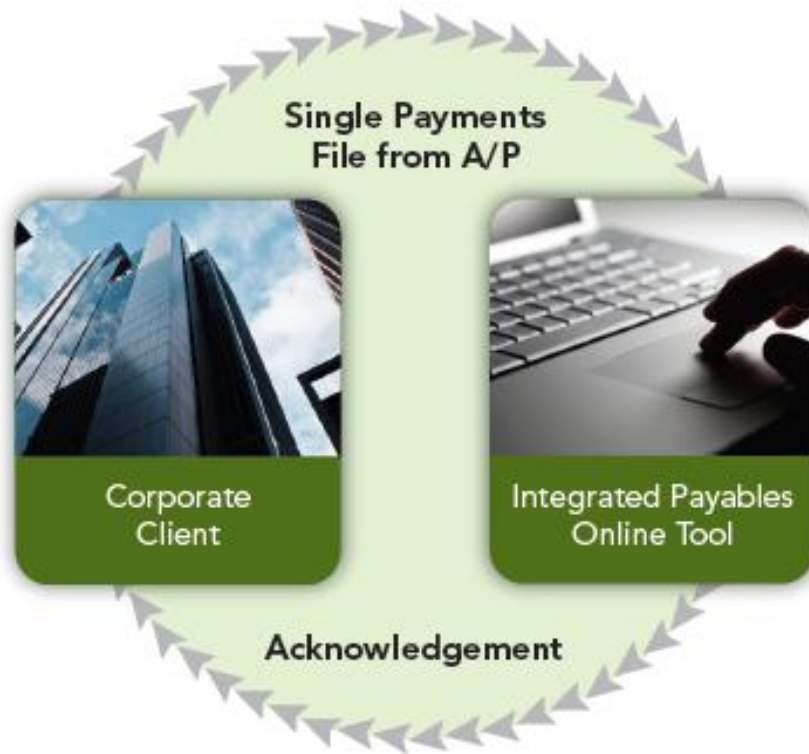 Single Payments
File from A/P
Corporate
Client
Integrated Payables
Online Tool
Acknowledgement